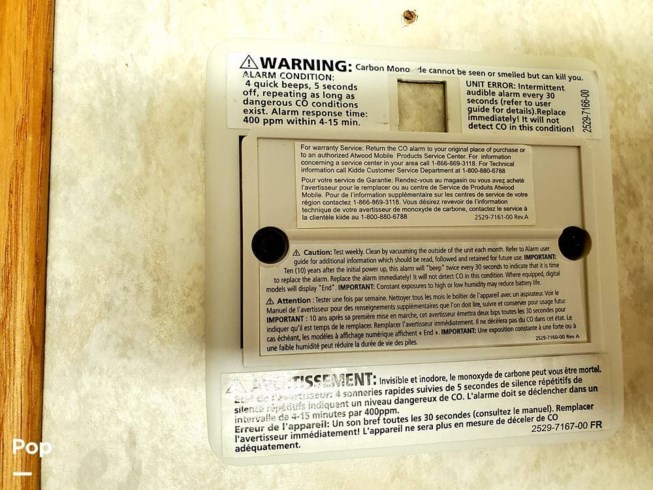 WARNING: Carbon Mono de cannot be seen or smelled but can kill you.
ALARM CONDITION:
4 quick beeps, 5 seconds
off, repeating as long as
dangerous CO conditions
exist. Alarm response time:
400 ppm within 4-15 min.
UNIT ERROR: Intermittent
audible alarm every 30
seconds (refer to user
guide for details).Replace
immediately! It will not
detect CO in this condition!
2529-7166-00
For warranty Service: Return the CO alarm to your original place of purchase or
to an authorized Atwood Mobile Products Service Center. For information
concerning a service center in your area call 1-866-869-3118. For Technical
information call Kidde Customer Service Department at 1-800-880-6788
Pour votre service de Garantie: Rendez-vous au magasin ou vous avez acheté
l'avertisseur pour le remplacer ou au centre de Service de Produits Atwood
Mobile. Pour de l'information supplémentaire sur les centres de service de votre
région contactez 1-866-869-3118. Vous désirez revevoir de l'information
technique de votre avertisseur de monoxyde de carbone, contactez le service à
la clientèle kiide au 1-800-880-6788
2529-7161-00 Rev.A
Caution: Test weekly. Clean by vacuuming the outside of the unit each month. Refer to Alarm user
guide for additional information which should be read, followed and retained for future use. IMPORTANT:
Ten (10) years after the initial power up, this alarm will "beep" twice every 30 seconds to indicate that it is time
to replace the alarm. Replace the alarm immediately! It will not detect CO in this condition. Where equipped, digital
models will display "End". IMPORTANT: Constant exposures to high or low humidity may reduce battery life.
Attention : Tester une fois par semaine. Nettoyer tous les mois le boîtier de l'appareil avec un aspirateur. Voir le
Manuel de l'avertisseur pour des renseignements supplémentaires que l'on doit lire, suivre et conserver pour usage futur.
IMPORTANT : 10 ans après sa première mise en marche, cet avertisseur émettra deux bips toutes les 30 secondes pour
indiquer qu'il est temps de le remplacer. Remplacer l'avertisseur immédiatement. Il ne décèlera pas du CO dans cet état. Le
cas échéant, les modèles à affichage numérique affichent « End ». IMPORTANT: Une exposition constante à une forte ou à
une faible humidité peut réduire la durée de vie des piles.
2529-7160-00 Rev A
AVERTISSEMENT: Invisible et inodore, le monoxyde de carbone peut vous être mortel.
État de l'avertisseur: 4 sonneries rapides suivies de 5 secondes de silence répétitifs de
silence répétitifs indiquant un niveau dangereux de CO. L'alarme doit se déclencher dans un
intervalle de 4-15 minutes par 400ppm.
Erreur de l'appareil: Un son bref toutes les 30 secondes (consultez le manuel). Remplacer
l'avertisseur immédiatement! L'appareil ne sera plus en mesure de déceler de CO
adéquatement.
2529-7167-00 FR
Pop